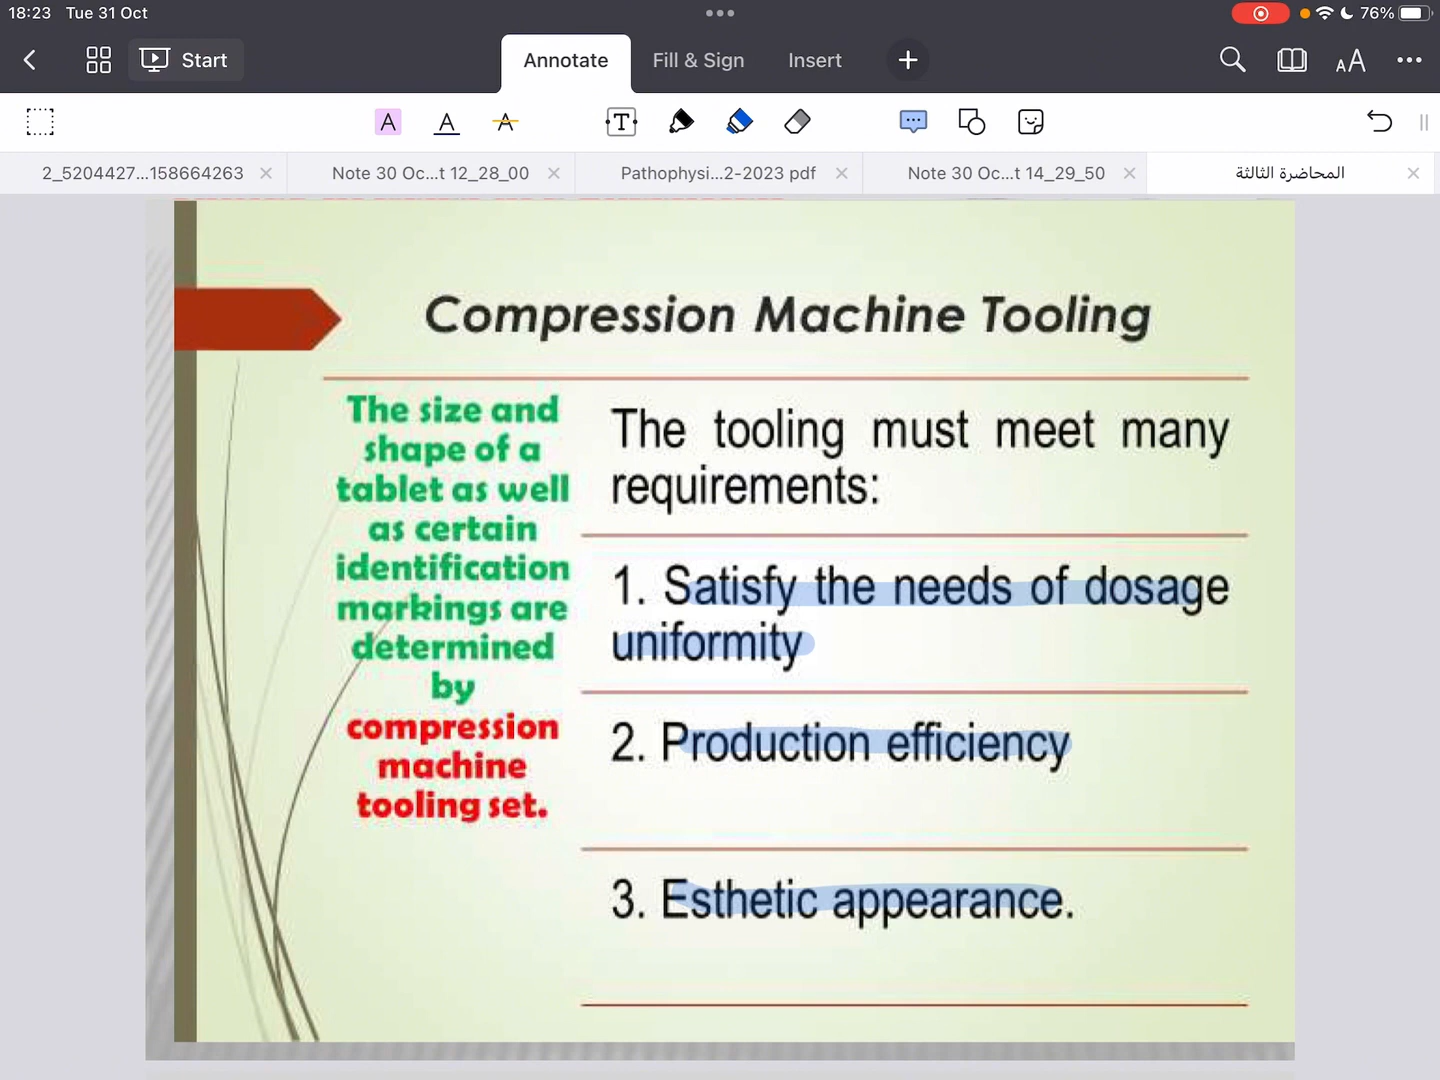 18:23 Tue 31 Oct
76%
Start
Annotate
Fill & Sign
Insert
AA
A
A
A
T
2_5204427...158664263
Note 30 Oc...t 12_28_00
Pathophysi...2-2023 pdf
Note 30 Oc...t 14_29_50
المحاضرة الثالثة
Compression Machine Tooling
The size and
shape of a
tablet as well
as certain
identification
markings are
determined
by
compression
machine
tooling set.
The tooling must meet many
requirements:
1. Satisfy the needs of dosage
uniformity
2. Production efficiency
3. Esthetic appearance.